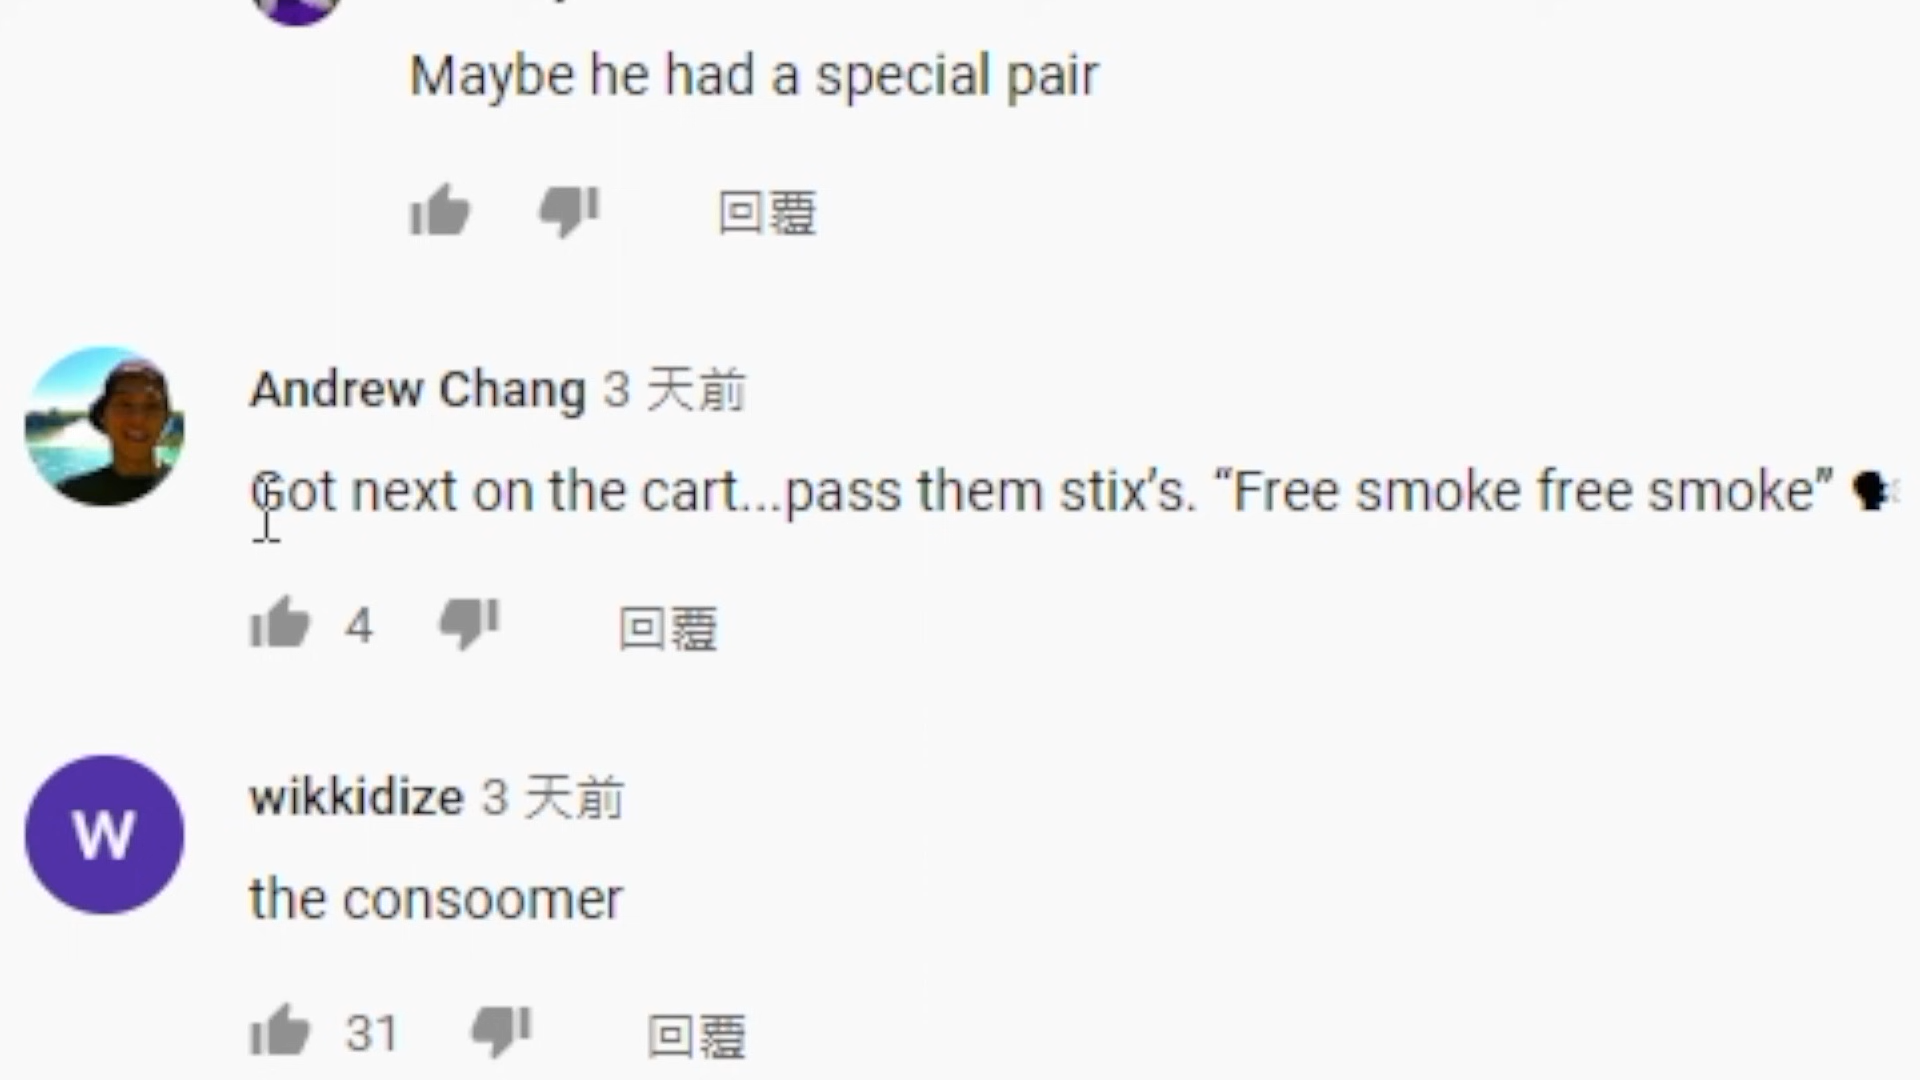 Maybe he had a special pair
回覆
Andrew Chang 3 天前
Got next on the cart...pass them stix’s. “Free smoke free smoke” 🗣
4 回覆
W
wikkidize 3 天前
the consoomer
31 回覆